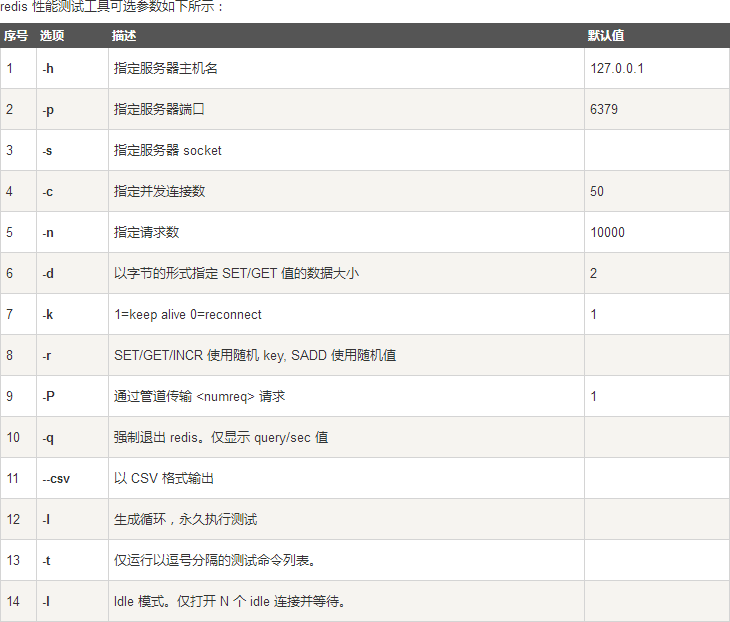 redis 性能测试工具可选参数如下所示：
序号 选项 描述 默认值
1 -h 指定服务器主机名 127.0.0.1
2 -p 指定服务器端口 6379
3 -s 指定服务器 socket
4 -c 指定并发连接数 50
5 -n 指定请求数 10000
6 -d 以字节的形式指定 SET/GET 值的数据大小 2
7 -k 1=keep alive 0=reconnect 1
8 -r SET/GET/INCR 使用随机 key, SADD 使用随机值
9 -P 通过管道传输 <numreq> 请求 1
10 -q 强制退出 redis。仅显示 query/sec 值
11 --csv 以 CSV 格式输出
12 -l 生成循环，永久执行测试
13 -t 仅运行以逗号分隔的测试命令列表。
14 -I Idle 模式。仅打开 N 个 idle 连接并等待。